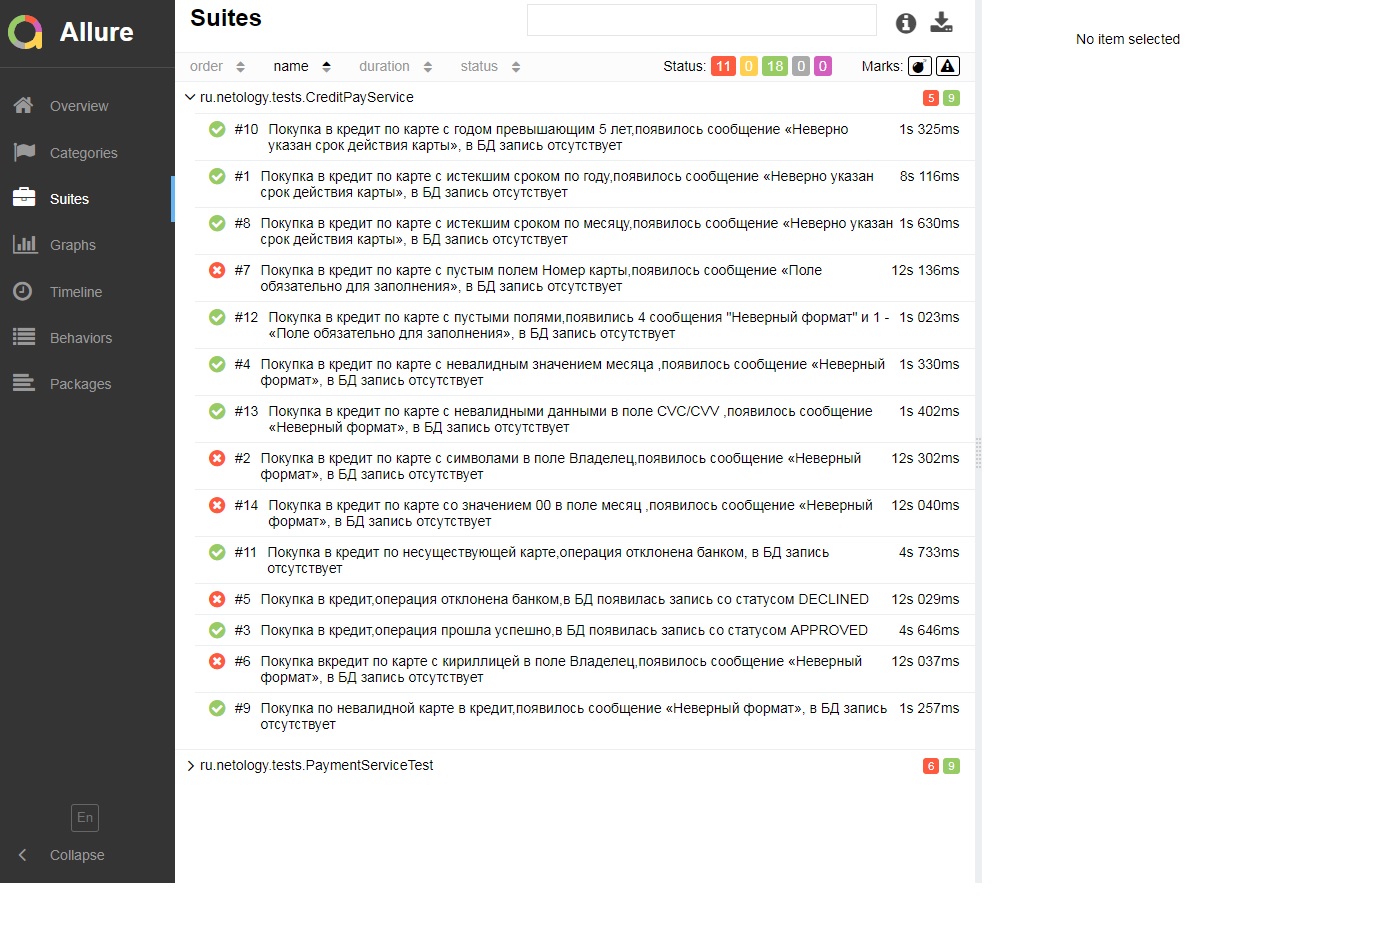 Allure
Overview
Categories
Suites
Graphs
Timeline
Behaviors
Packages
En
Collapse
Suites
order name duration status Status: 11 0 18 0 0 Marks:
ru.netology.tests.CreditPayService 5 9
#10 Покупка в кредит по карте с годом превышающим 5 лет,появилось сообщение «Неверно 1s 325ms
указан срок действия карты», в БД запись отсутствует
#1 Покупка в кредит по карте с истекшим сроком по году,появилось сообщение «Неверно указан 8s 116ms
срок действия карты», в БД запись отсутствует
#8 Покупка в кредит по карте с истекшим сроком по месяцу,появилось сообщение «Неверно указан 1s 630ms
срок действия карты», в БД запись отсутствует
#7 Покупка в кредит по карте с пустым полем Номер карты,появилось сообщение «Поле 12s 136ms
обязательно для заполнения», в БД запись отсутствует
#12 Покупка в кредит по карте с пустыми полями,появились 4 сообщения "Неверный формат" и 1 - 1s 023ms
«Поле обязательно для заполнения», в БД запись отсутствует
#4 Покупка в кредит по карте с невалидным значением месяца ,появилось сообщение «Неверный 1s 330ms
формат», в БД запись отсутствует
#13 Покупка в кредит по карте с невалидными данными в поле CVC/CVV ,появилось сообщение 1s 402ms
«Неверный формат», в БД запись отсутствует
#2 Покупка в кредит по карте с символами в поле Владелец,появилось сообщение «Неверный 12s 302ms
формат», в БД запись отсутствует
#14 Покупка в кредит по карте со значением 00 в поле месяц ,появилось сообщение «Неверный 12s 040ms
формат», в БД запись отсутствует
#11 Покупка в кредит по несуществующей карте,операция отклонена банком, в БД запись 4s 733ms
отсутствует
#5 Покупка в кредит,операция отклонена банком,в БД появилась запись со статусом DECLINED 12s 029ms
#3 Покупка в кредит,операция прошла успешно,в БД появилась запись со статусом APPROVED 4s 646ms
#6 Покупка вкредит по карте с кириллицей в поле Владелец,появилось сообщение «Неверный 12s 037ms
формат», в БД запись отсутствует
#9 Покупка по невалидной карте в кредит,появилось сообщение «Неверный формат», в БД запись 1s 257ms
отсутствует
ru.netology.tests.PaymentServiceTest 6 9
No item selected